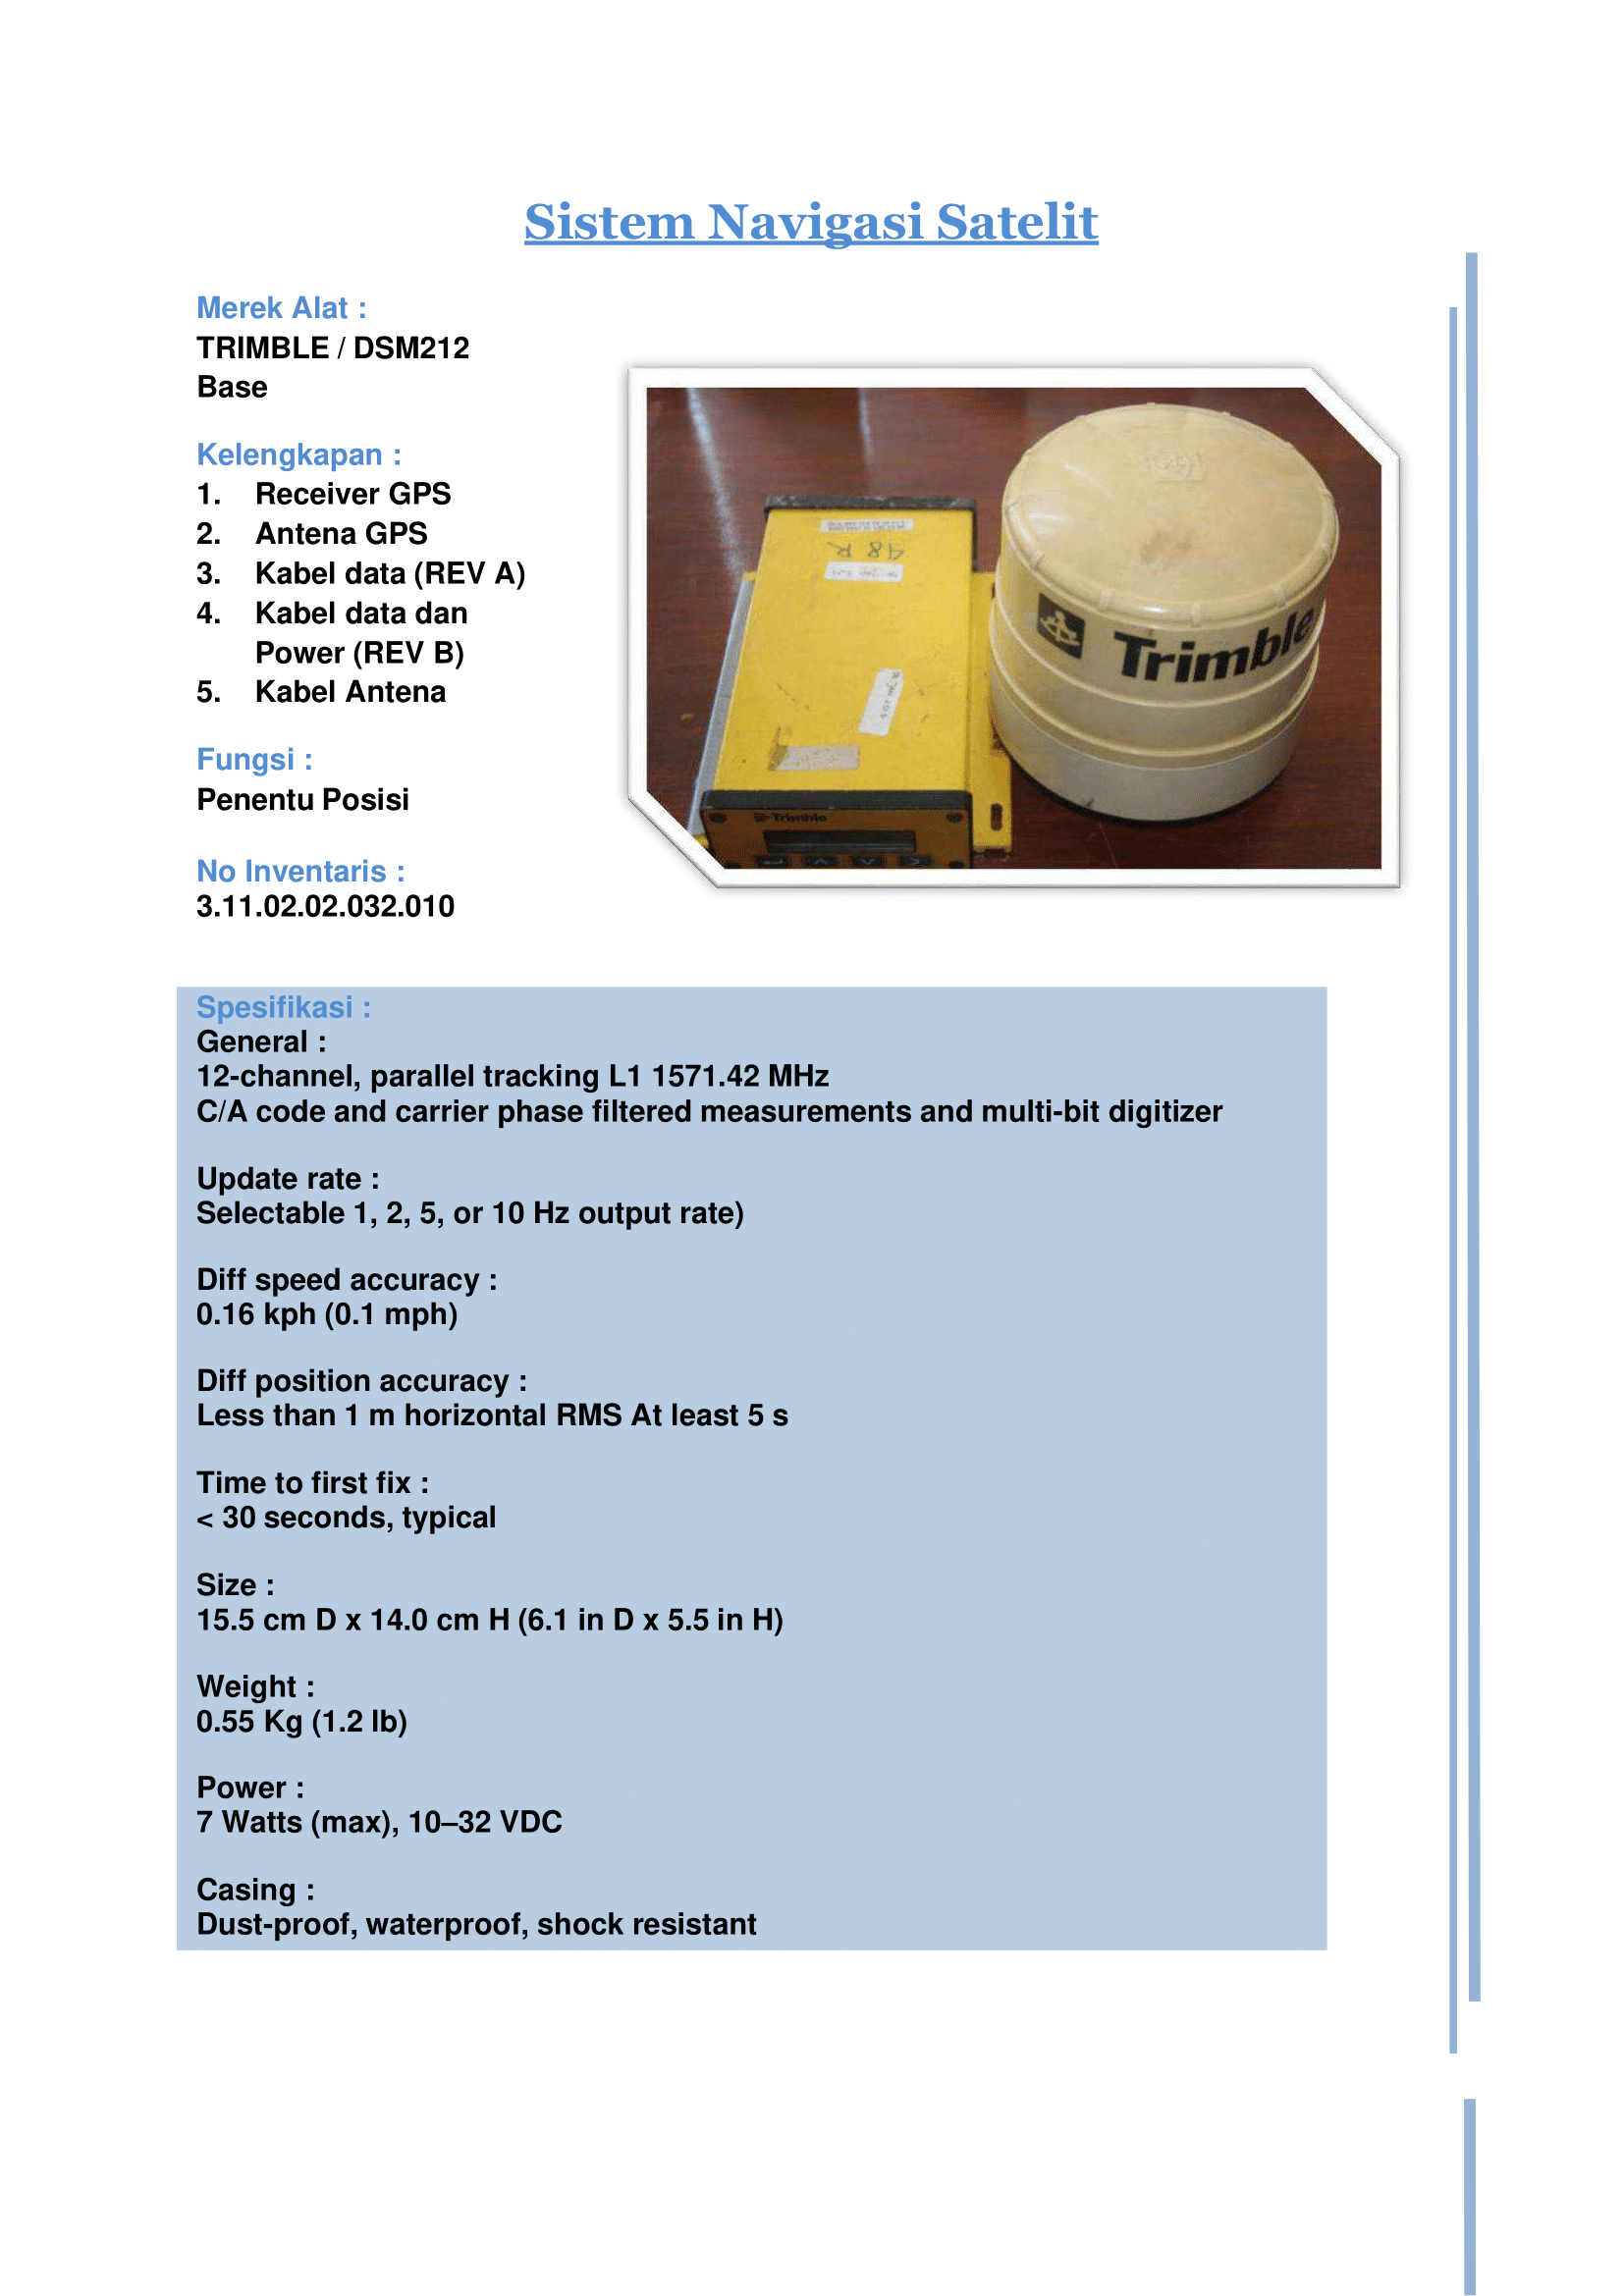 Sistem Navigasi Satelit
Merek Alat :
TRIMBLE / DSM212
Base
Kelengkapan :
1. Receiver GPS
2. Antena GPS
3. Kabel data (REV A)
4. Kabel data dan
Power (REV B)
5. Kabel Antena
Fungsi :
Penentu Posisi
No Inventaris :
3.11.02.02.032.010
48 R
Trimble
Trimble
Spesifikasi :
General :
12-channel, parallel tracking L1 1571.42 MHz
C/A code and carrier phase filtered measurements and multi-bit digitizer
Update rate :
Selectable 1, 2, 5, or 10 Hz output rate)
Diff speed accuracy :
0.16 kph (0.1 mph)
Diff position accuracy :
Less than 1 m horizontal RMS At least 5 s
Time to first fix :
< 30 seconds, typical
Size :
15.5 cm D x 14.0 cm H (6.1 in D x 5.5 in H)
Weight :
0.55 Kg (1.2 lb)
Power :
7 Watts (max), 10–32 VDC
Casing :
Dust-proof, waterproof, shock resistant